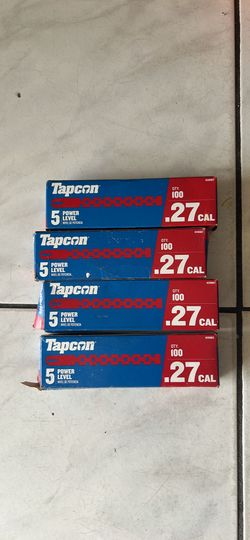 Tapcon
QTY.
100
5 POWER LEVEL
NIVEL DE POTENCIA
.27 CAL
Tapcon
QTY.
100
5 POWER LEVEL
NIVEL DE POTENCIA
.27 CAL
Tapcon
QTY.
100
5 POWER LEVEL
NIVEL DE POTENCIA
.27 CAL
Tapcon
QTY.
100
5 POWER LEVEL
NIVEL DE POTENCIA
.27 CAL